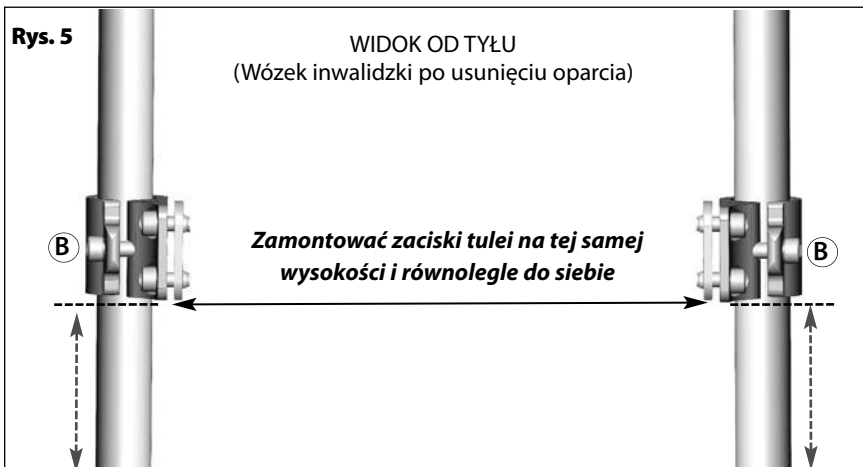 Rys. 5
WIDOK OD TYŁU
(Wózek inwalidzki po usunięciu oparcia)
B
Zamontować zaciski tulei na tej samej
wysokości i równolegle do siebie
B